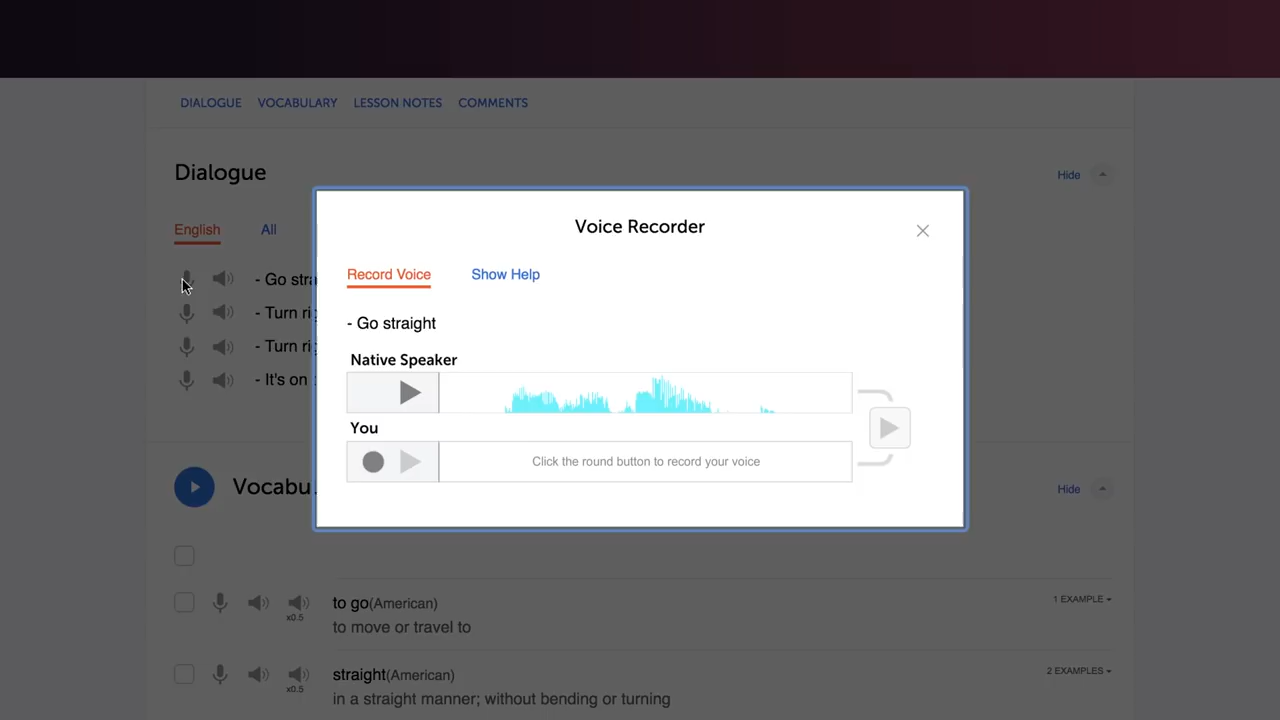 DIALOGUE VOCABULARY LESSON NOTES COMMENTS
Dialogue
Hide
English All
- Go stra
- Turn ri
- Turn ri
- It's on
Voice Recorder
Record Voice Show Help
- Go straight
Native Speaker
You
Click the round button to record your voice
Vocabu
Hide
to go(American)
1 EXAMPLE
x0.5
to move or travel to
straight(American)
2 EXAMPLES
x0.5
in a straight manner; without bending or turning